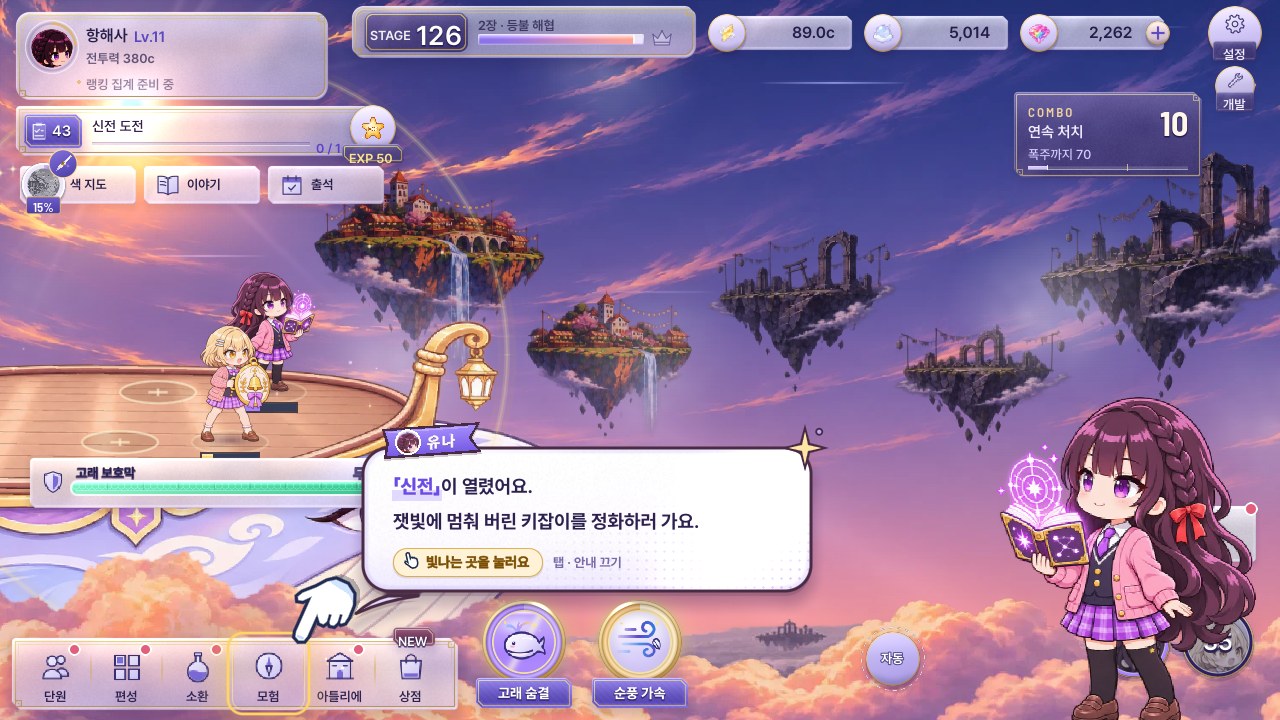 항해사 Lv.11
전투력 380c
랭킹 집계 준비 중
STAGE 126
2장 · 등불 해협
89.0c
5,014
2,262
설정
개발
43
신전 도전
0 / 1
EXP 50
색 지도
15%
이야기
출석
COMBO
연속 처치
10
폭주까지 70
고래 보호막
유나
「신전」이 열렸어요.
잿빛에 멈춰 버린 키잡이를 정화하러 가요.
빛나는 곳을 눌러요
탭 · 안내 끄기
단원
편성
소환
모험
아틀리에
NEW
상점
고래 숨결
순풍 가속
자동